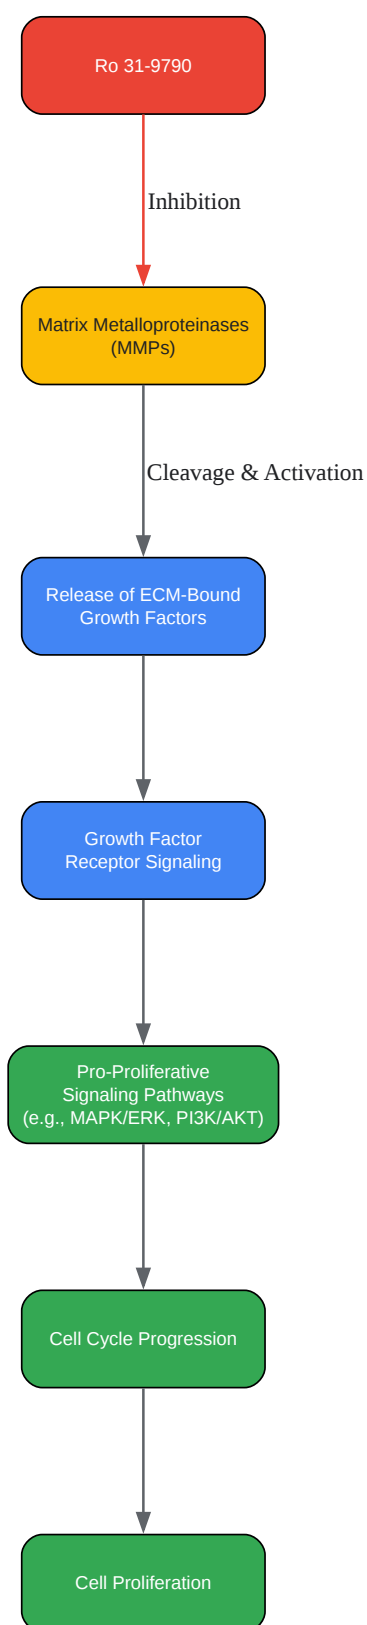 Ro 31-9790
Inhibition
Matrix Metalloproteinases
(MMPs)
Cleavage & Activation
Release of ECM-Bound
Growth Factors
Growth Factor
Receptor Signaling
Pro-Proliferative
Signaling Pathways
(e.g., MAPK/ERK, PI3K/AKT)
Cell Cycle Progression
Cell Proliferation